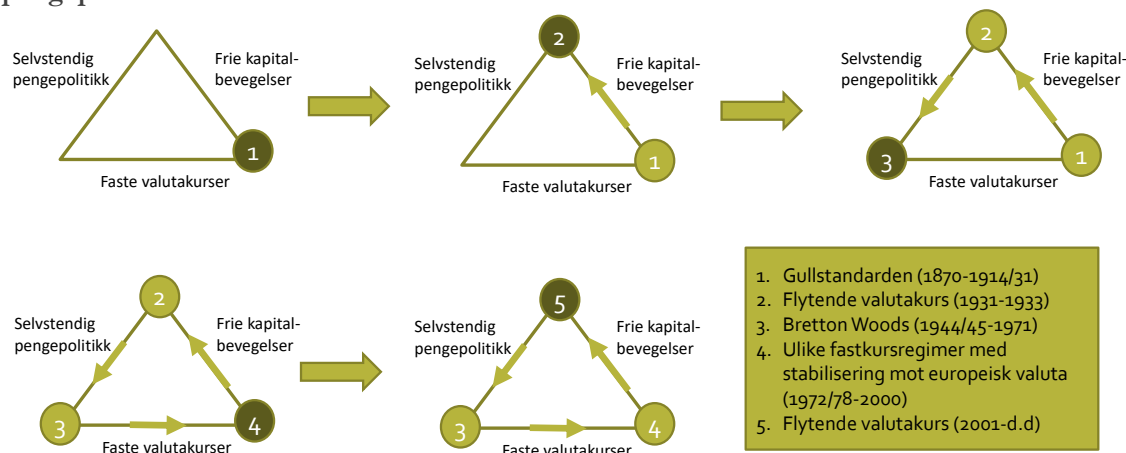 Selvstendig
pengepolitikk
Frie kapital-
bevegelser
1
Faste valutakurser
2
Selvstendig
pengepolitikk
Frie kapital-
bevegelser
1
Faste valutakurser
2
Selvstendig
pengepolitikk
Frie kapital-
bevegelser
3
1
Faste valutakurser
2
Selvstendig
pengepolitikk
Frie kapital-
bevegelser
3
4
Faste valutakurser
5
Selvstendig
pengepolitikk
Frie kapital-
bevegelser
3
4
Faste valutakurser
1. Gullstandarden (1870-1914/31)
2. Flytende valutakurs (1931-1933)
3. Bretton Woods (1944/45-1971)
4. Ulike fastkursregimer med
stabilisering mot europeisk valuta
(1972/78-2000)
5. Flytende valutakurs (2001-d.d)